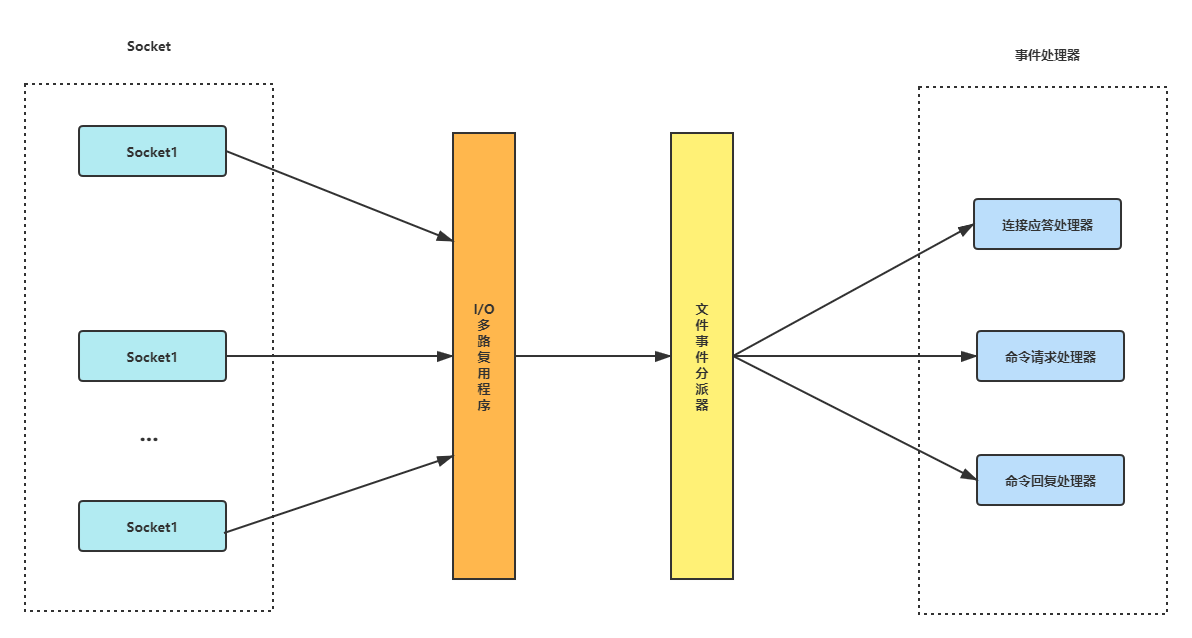 Socket
事件处理器
Socket1
Socket1
...
Socket1
I/O
多
路
复
用
程
序
文
件
事
件
分
派
器
连接应答处理器
命令请求处理器
命令回复处理器